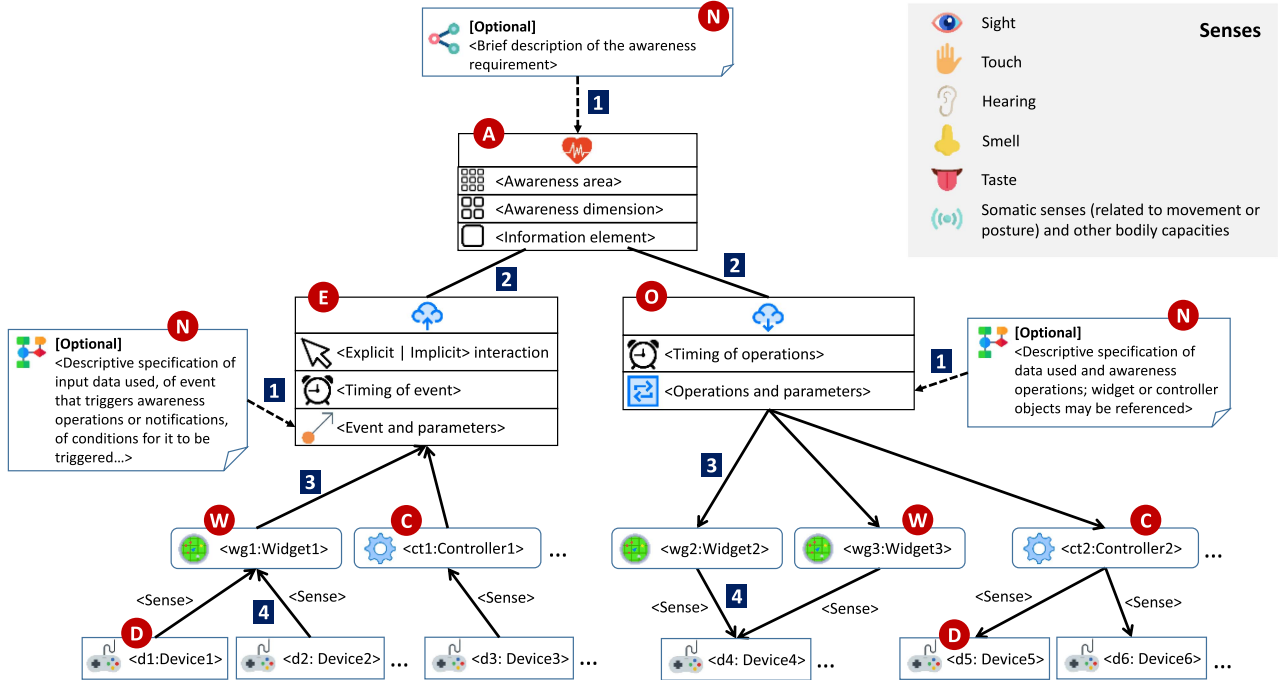 N
[Optional]
<Brief description of the awareness
requirement>
Senses
Sight
Touch
Hearing
Smell
Taste
Somatic senses (related to movement or
posture) and other bodily capacities
1
A
<Awareness area>
<Awareness dimension>
<Information element>
2
2
E
<Explicit | Implicit> interaction
<Timing of event>
<Event and parameters>
O
<Timing of operations>
<Operations and parameters>
N
[Optional]
<Descriptive specification of
input data used, of event
that triggers awareness
operations or notifications,
of conditions for it to be
triggered…>
1
N
[Optional]
<Descriptive specification of
data used and awareness
operations; widget or controller
objects may be referenced>
1
3
3
W
<wg1:Widget1>
C
<ct1:Controller1>
...
<wg2:Widget2>
W
<wg3:Widget3>
C
<ct2:Controller2>
...
<Sense>
4
<Sense>
<Sense>
<Sense>
4
<Sense>
<Sense>
<Sense>
D
<d1:Device1>
<d2: Device2>
...
<d3: Device3>
...
<d4: Device4>
...
D
<d5: Device5>
<d6: Device6>
...